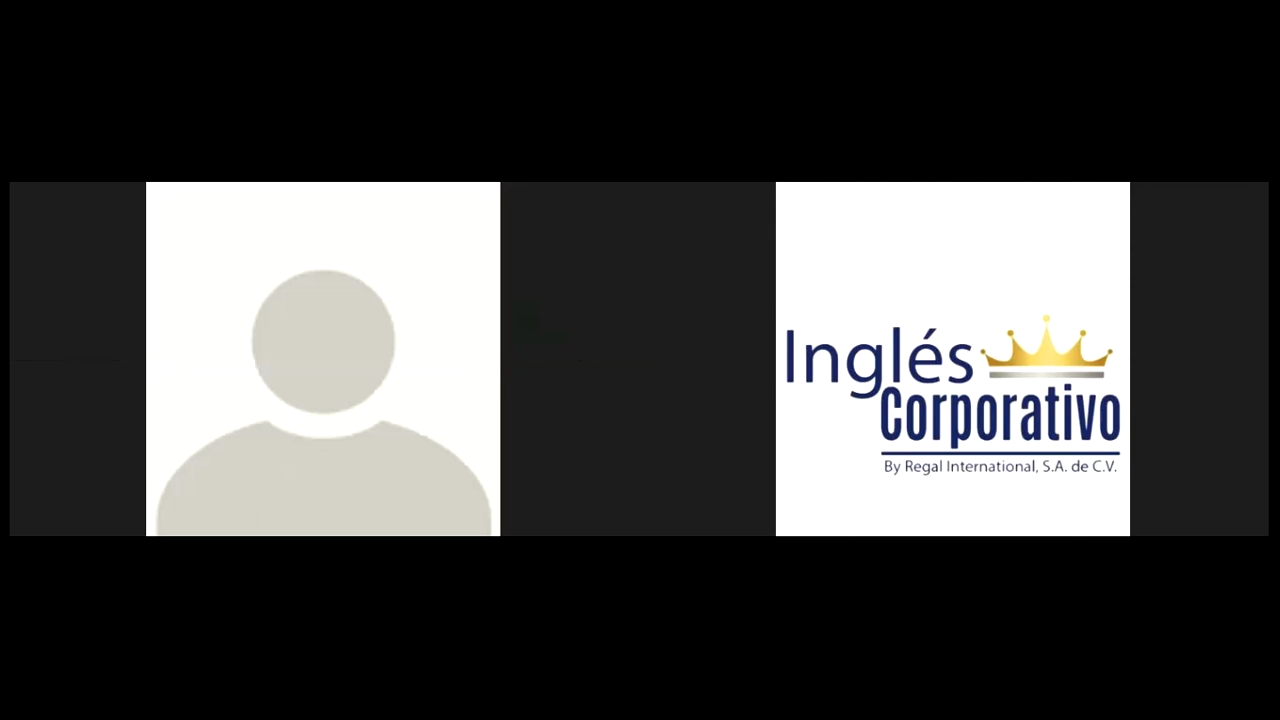 Inglés
Corporativo
By Regal International, S.A. de C.V.